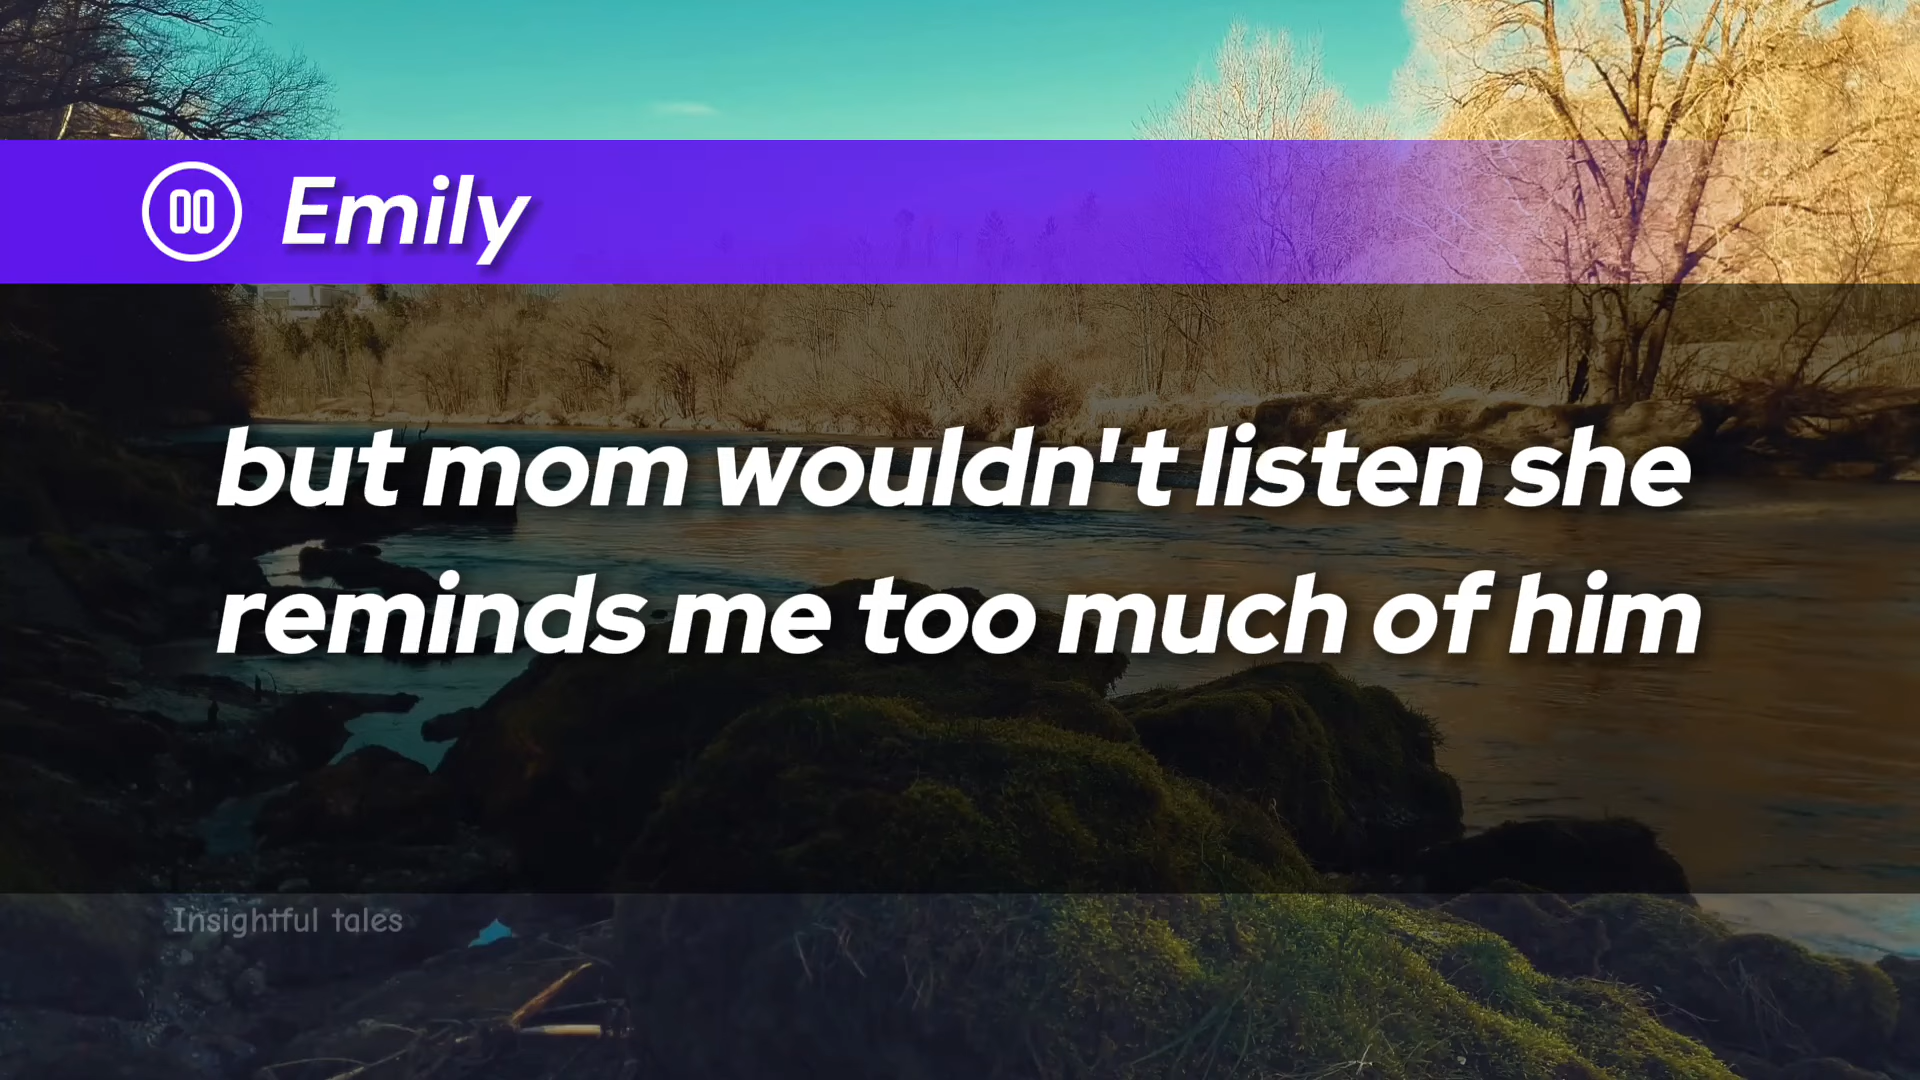 Emily
but mom wouldn't listen she
reminds me too much of him
Insightful tales